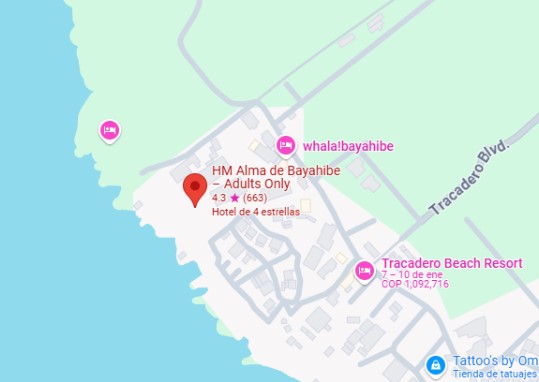 whala!bayahibe
HM Alma de Bayahibe
– Adults Only
4.3 ★ (663)
Hotel de 4 estrellas
Tracadero Blvd.
Tracadero Beach Resort
7 – 10 de ene
COP 1,092,716
Tattoo's by Om
Tienda de tatuajes